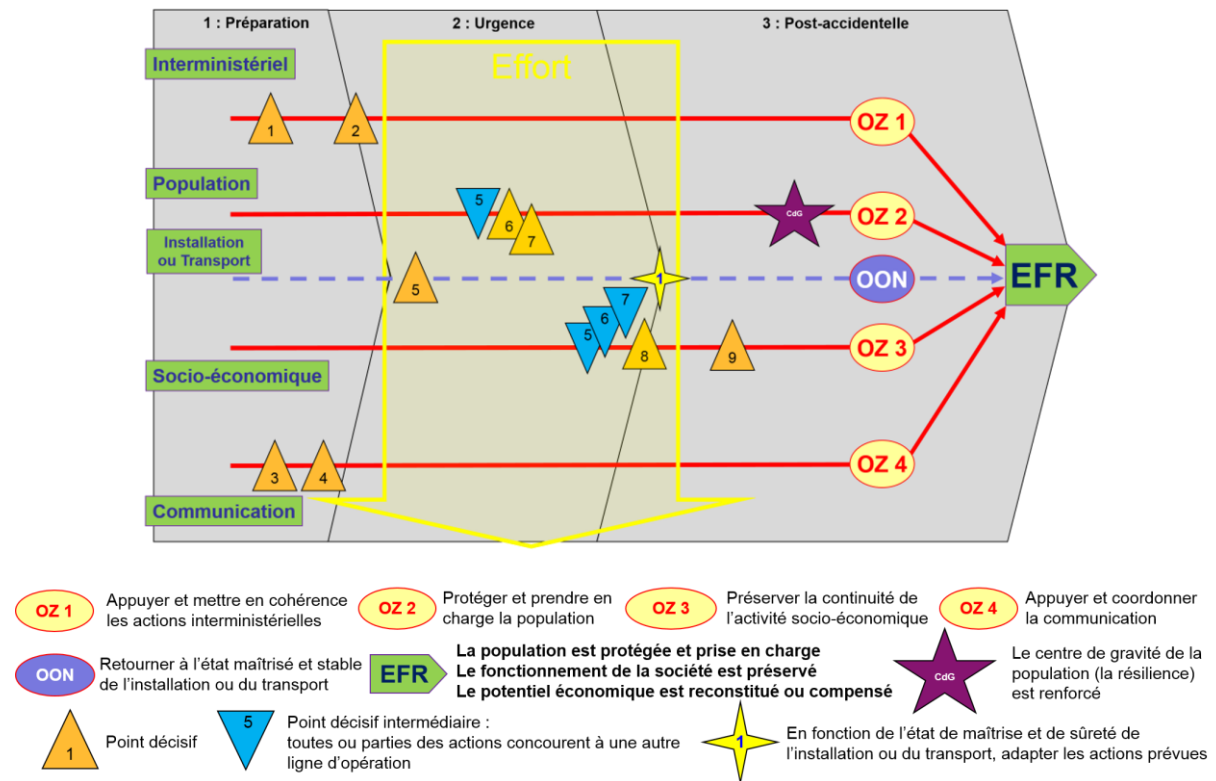 1 : Préparation
2 : Urgence
3 : Post-accidentelle
Interministériel
Effort
1
2
OZ 1
Population
5
6
7
CdG
OZ 2
Installation
ou Transport
5
1
OON
EFR
5
6
7
8
9
OZ 3
Socio-économique
3
4
OZ 4
Communication
OZ 1
Appuyer et mettre en cohérence
les actions interministérielles
OZ 2
Protéger et prendre en
charge la population
OZ 3
Préserver la continuité de
l’activité socio-économique
OZ 4
Appuyer et coordonner
la communication
OON
Retourner à l’état maîtrisé et stable
de l’installation ou du transport
EFR
La population est protégée et prise en charge
Le fonctionnement de la société est préservé
Le potentiel économique est reconstitué ou compensé
CdG
Le centre de gravité de la
population (la résilience)
est renforcé
1
Point décisif
5
Point décisif intermédiaire :
toutes ou parties des actions concourent à une autre
ligne d’opération
1
En fonction de l’état de maîtrise et de sûreté de
l’installation ou du transport, adapter les actions prévues